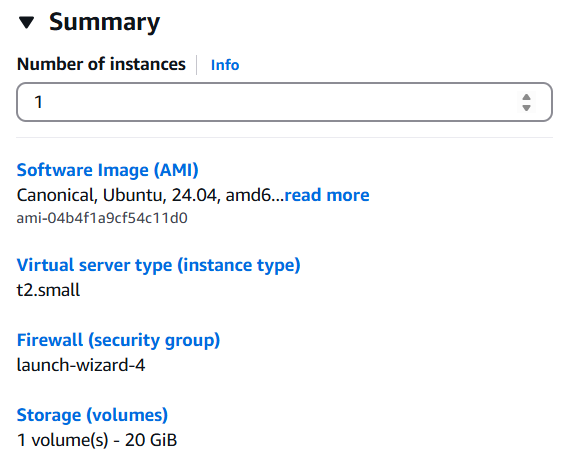 Summary
Number of instances Info
1
Software Image (AMI)
Canonical, Ubuntu, 24.04, amd6...read more
ami-04b4f1a9cf54c11d0
Virtual server type (instance type)
t2.small
Firewall (security group)
launch-wizard-4
Storage (volumes)
1 volume(s) - 20 GiB